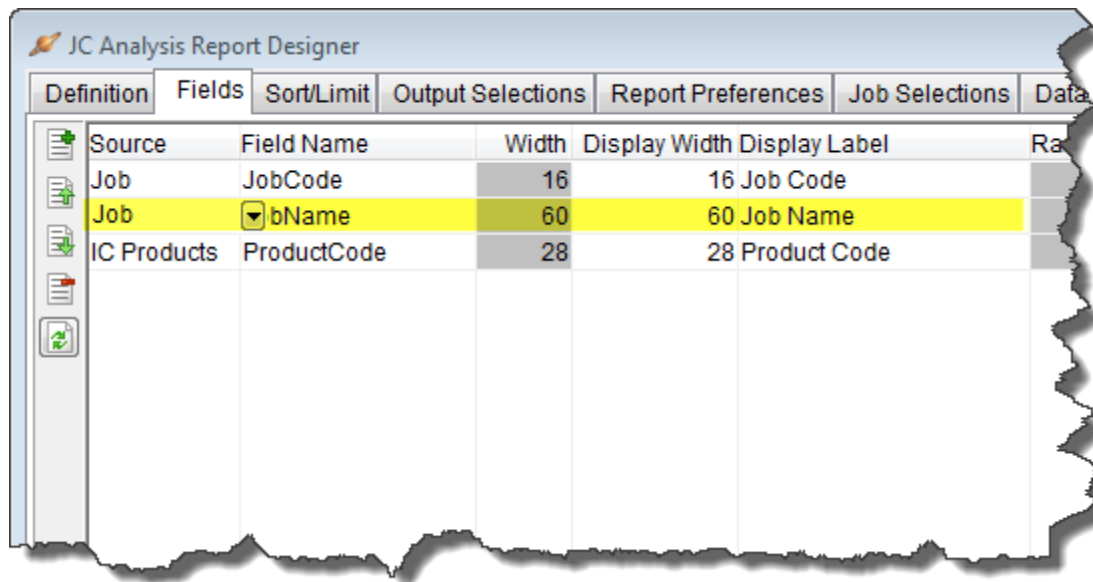 JC Analysis Report Designer
Definition Fields Sort/Limit Output Selections Report Preferences Job Selections Data
Source Field Name Width Display Width Display Label Ra
Job JobCode 16 16 Job Code
Job bName 60 60 Job Name
IC Products ProductCode 28 28 Product Code